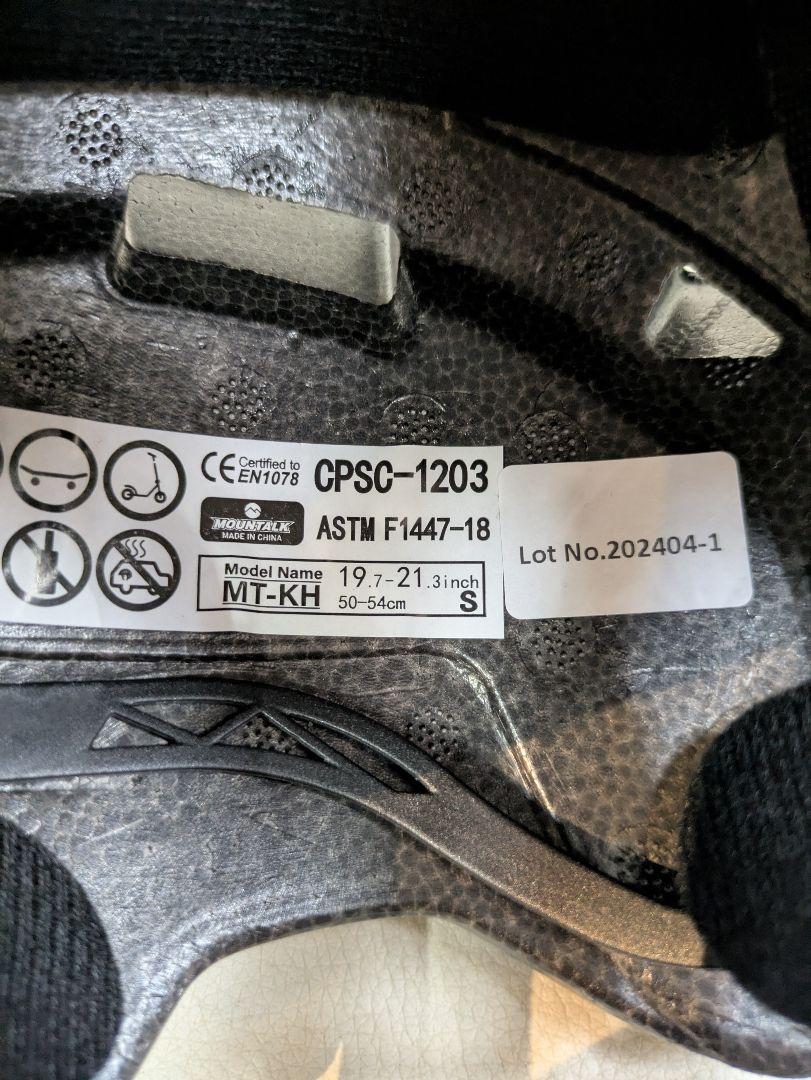 CE Certified to EN1078
CPSC-1203
MOUNTALK
MADE IN CHINA
ASTM F1447-18
Model Name
MT-KH
19.7-21.3inch
50-54cm
S
Lot No.202404-1